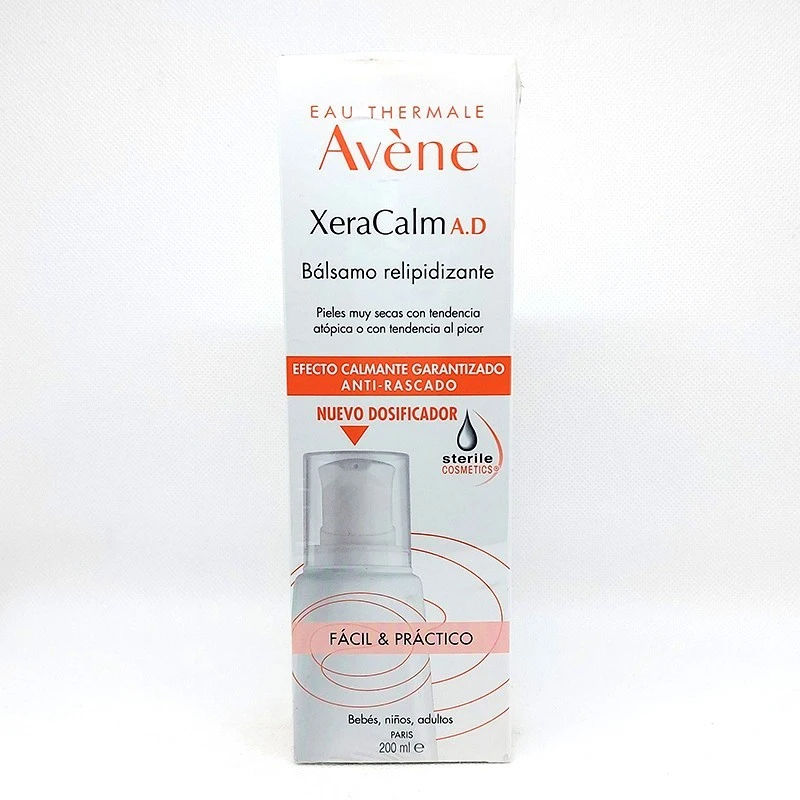 EAU THERMALE
Avène
XeraCalm A.D
Bálsamo relipidizante
Pieles muy secas con tendencia
atópica o con tendencia al picor
EFECTO CALMANTE GARANTIZADO
ANTI-RASCADO
NUEVO DOSIFICADOR
sterile
COSMETICS®
FÁCIL & PRÁCTICO
Bebés, niños, adultos
PARIS
200 ml ℮